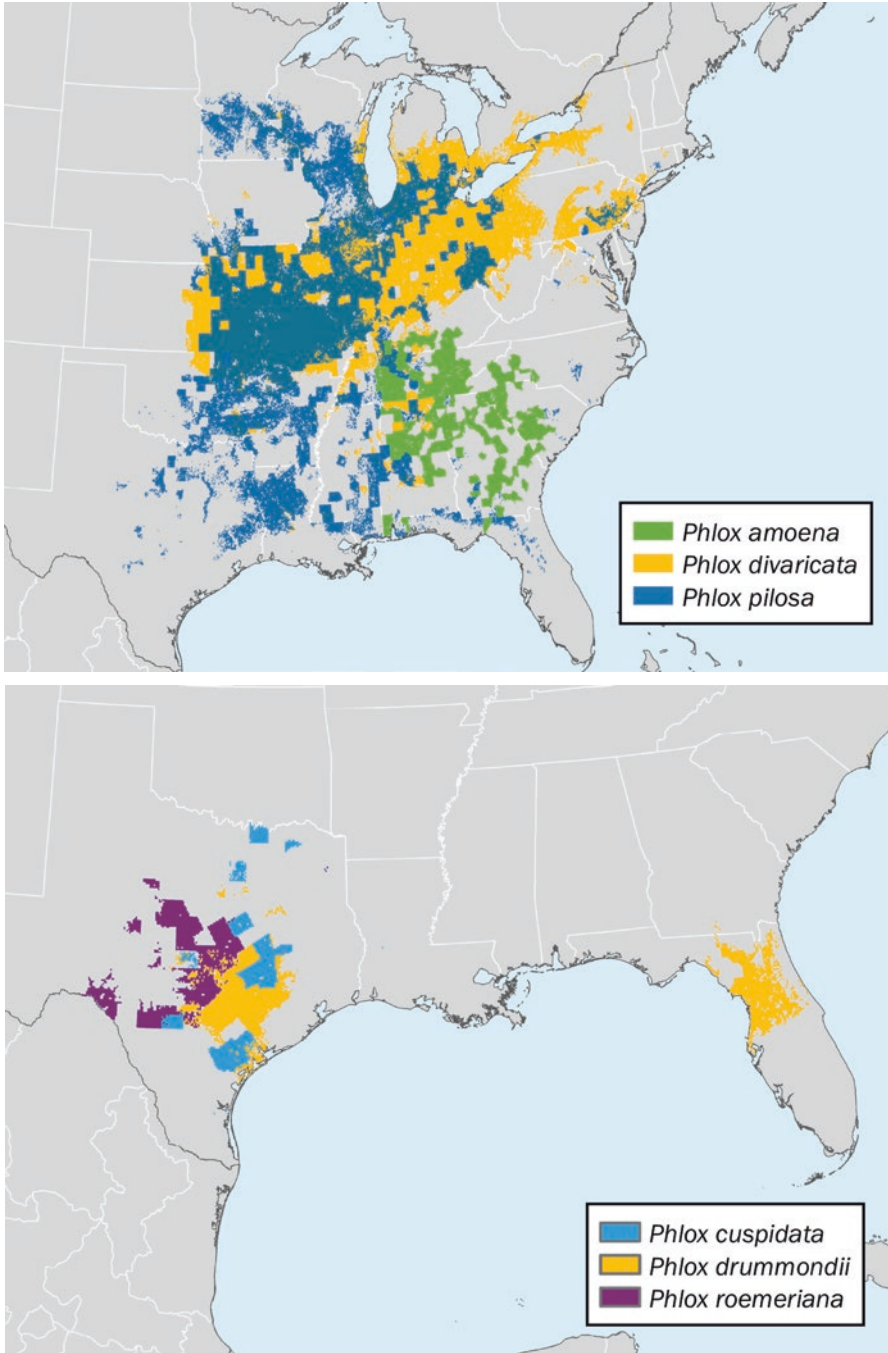 Phlox amoena
Phlox divaricata
Phlox pilosa
Phlox cuspidata
Phlox drummondii
Phlox roemeriana